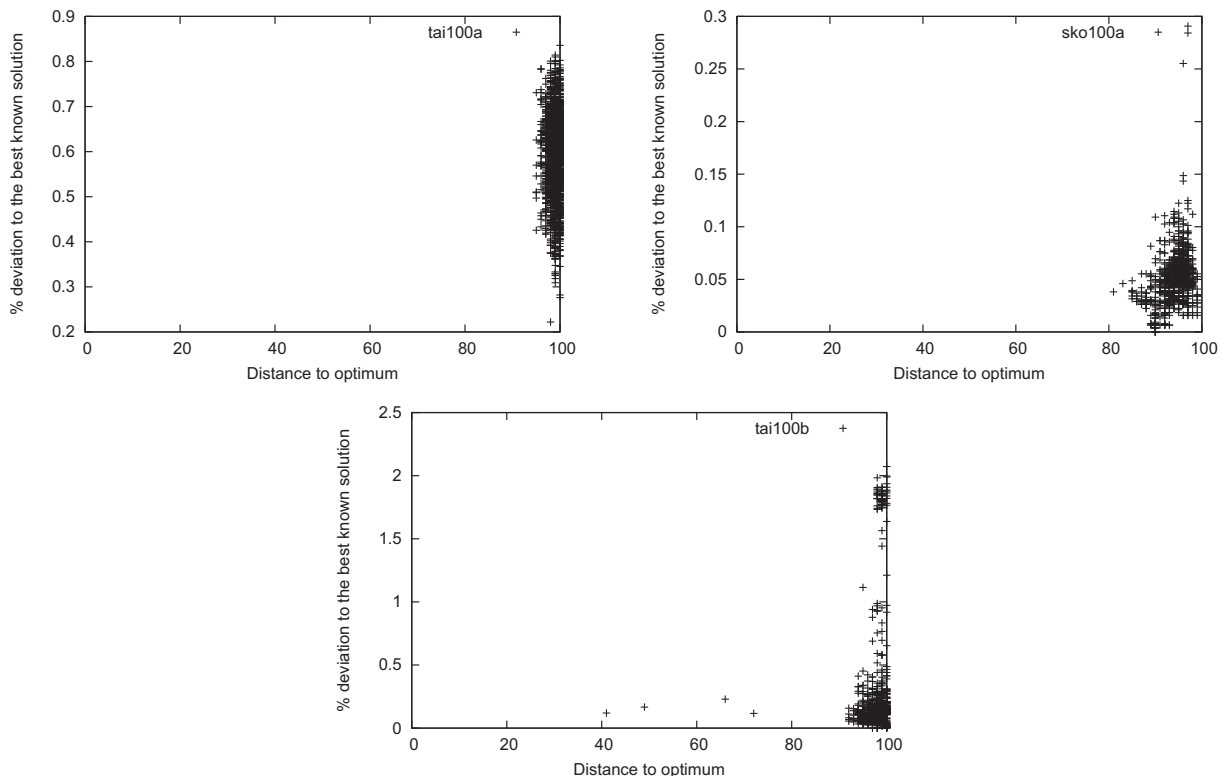 % deviation to the best known solution
0.9
0.8
0.7
0.6
0.5
0.4
0.3
0.2
tai100a
0 20 40 60 80 100
Distance to optimum
% deviation to the best known solution
0.3
0.25
0.2
0.15
0.1
0.05
0
sko100a
0 20 40 60 80 100
Distance to optimum
% deviation to the best known solution
2.5
2
1.5
1
0.5
0
tai100b
0 20 40 60 80 100
Distance to optimum